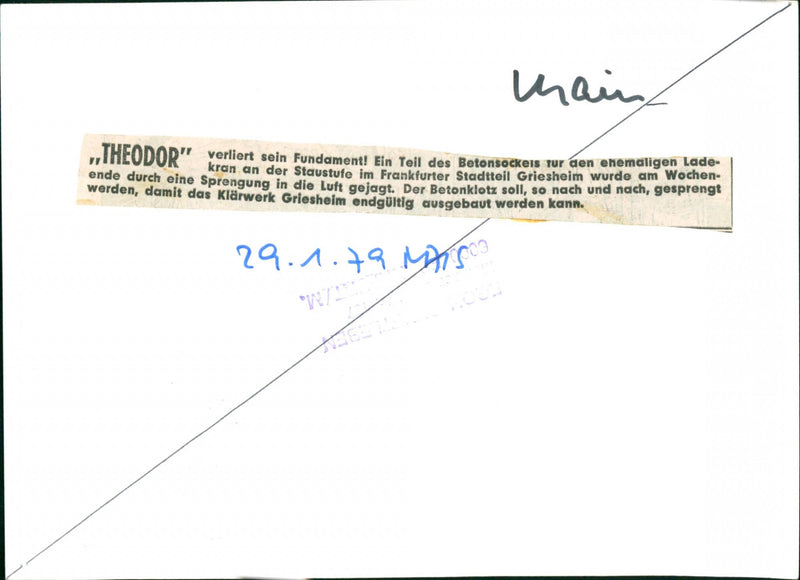 Main
„THEODOR" verliert sein Fundament! Ein Teil des Betonsockels für den ehemaligen Lade-
kran an der Staustufe im Frankfurter Stadtteil Griesheim wurde am Wochen-
ende durch eine Sprengung in die Luft gejagt. Der Betonklotz soll, so nach und nach, gesprengt
werden, damit das Klärwerk Griesheim endgültig ausgebaut werden kann.
29.1.79